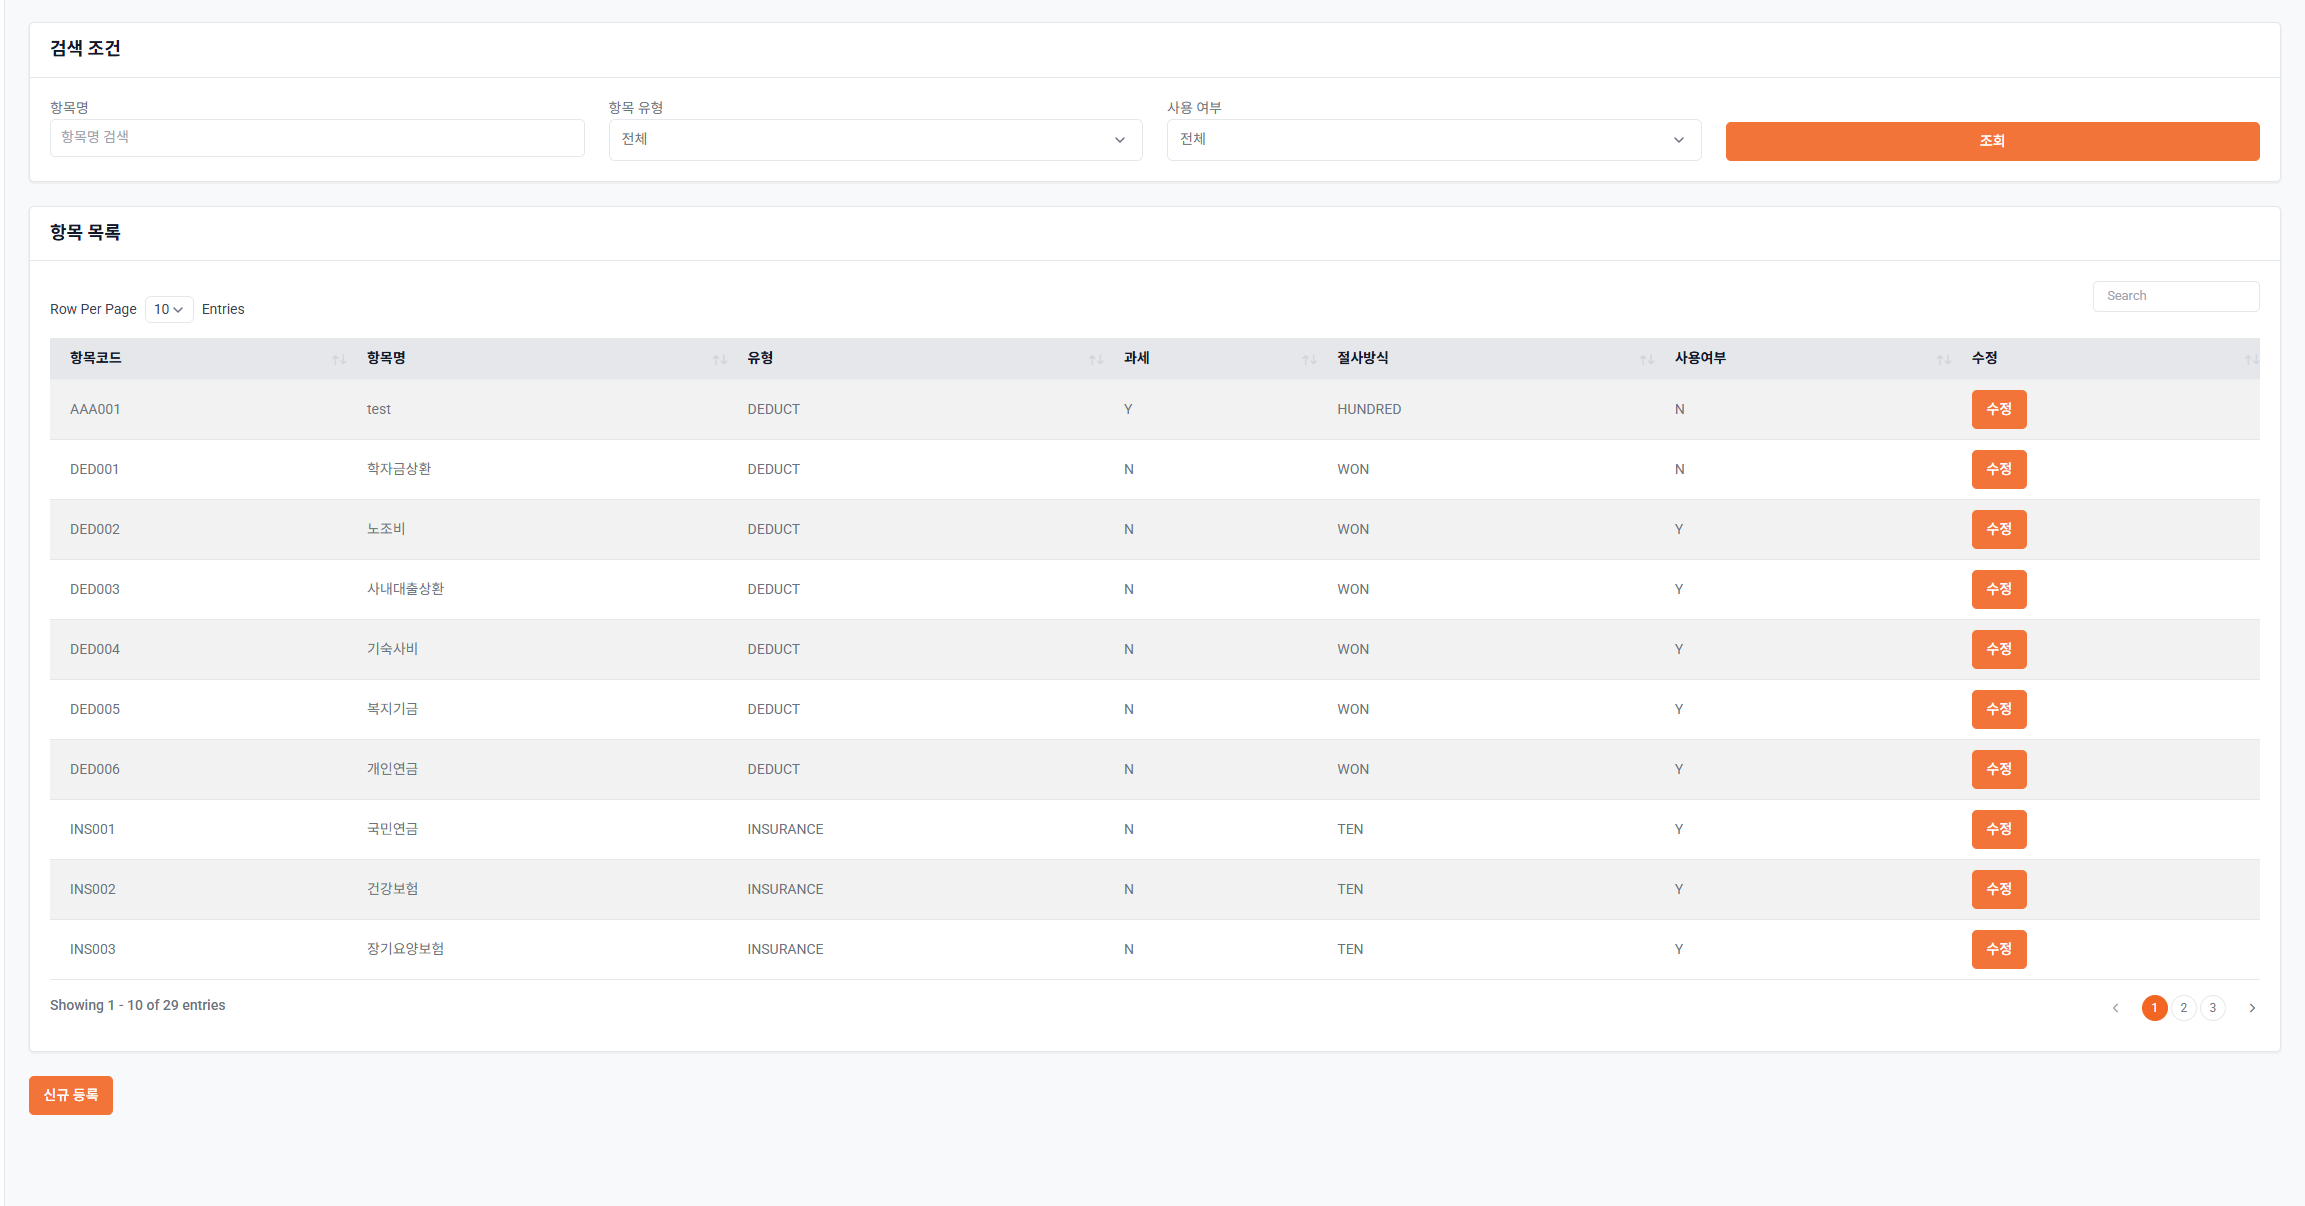 검색 조건
항목명 항목 유형 사용 여부
항목명 검색 전체 전체 조회
항목 목록
Row Per Page 10 Entries Search
항목코드 항목명 유형 과세 절사방식 사용여부 수정
AAA001 test DEDUCT Y HUNDRED N 수정
DED001 학자금상환 DEDUCT N WON N 수정
DED002 노조비 DEDUCT N WON Y 수정
DED003 사내대출상환 DEDUCT N WON Y 수정
DED004 기숙사비 DEDUCT N WON Y 수정
DED005 복지기금 DEDUCT N WON Y 수정
DED006 개인연금 DEDUCT N WON Y 수정
INS001 국민연금 INSURANCE N TEN Y 수정
INS002 건강보험 INSURANCE N TEN Y 수정
INS003 장기요양보험 INSURANCE N TEN Y 수정
Showing 1 - 10 of 29 entries 1 2 3
신규 등록